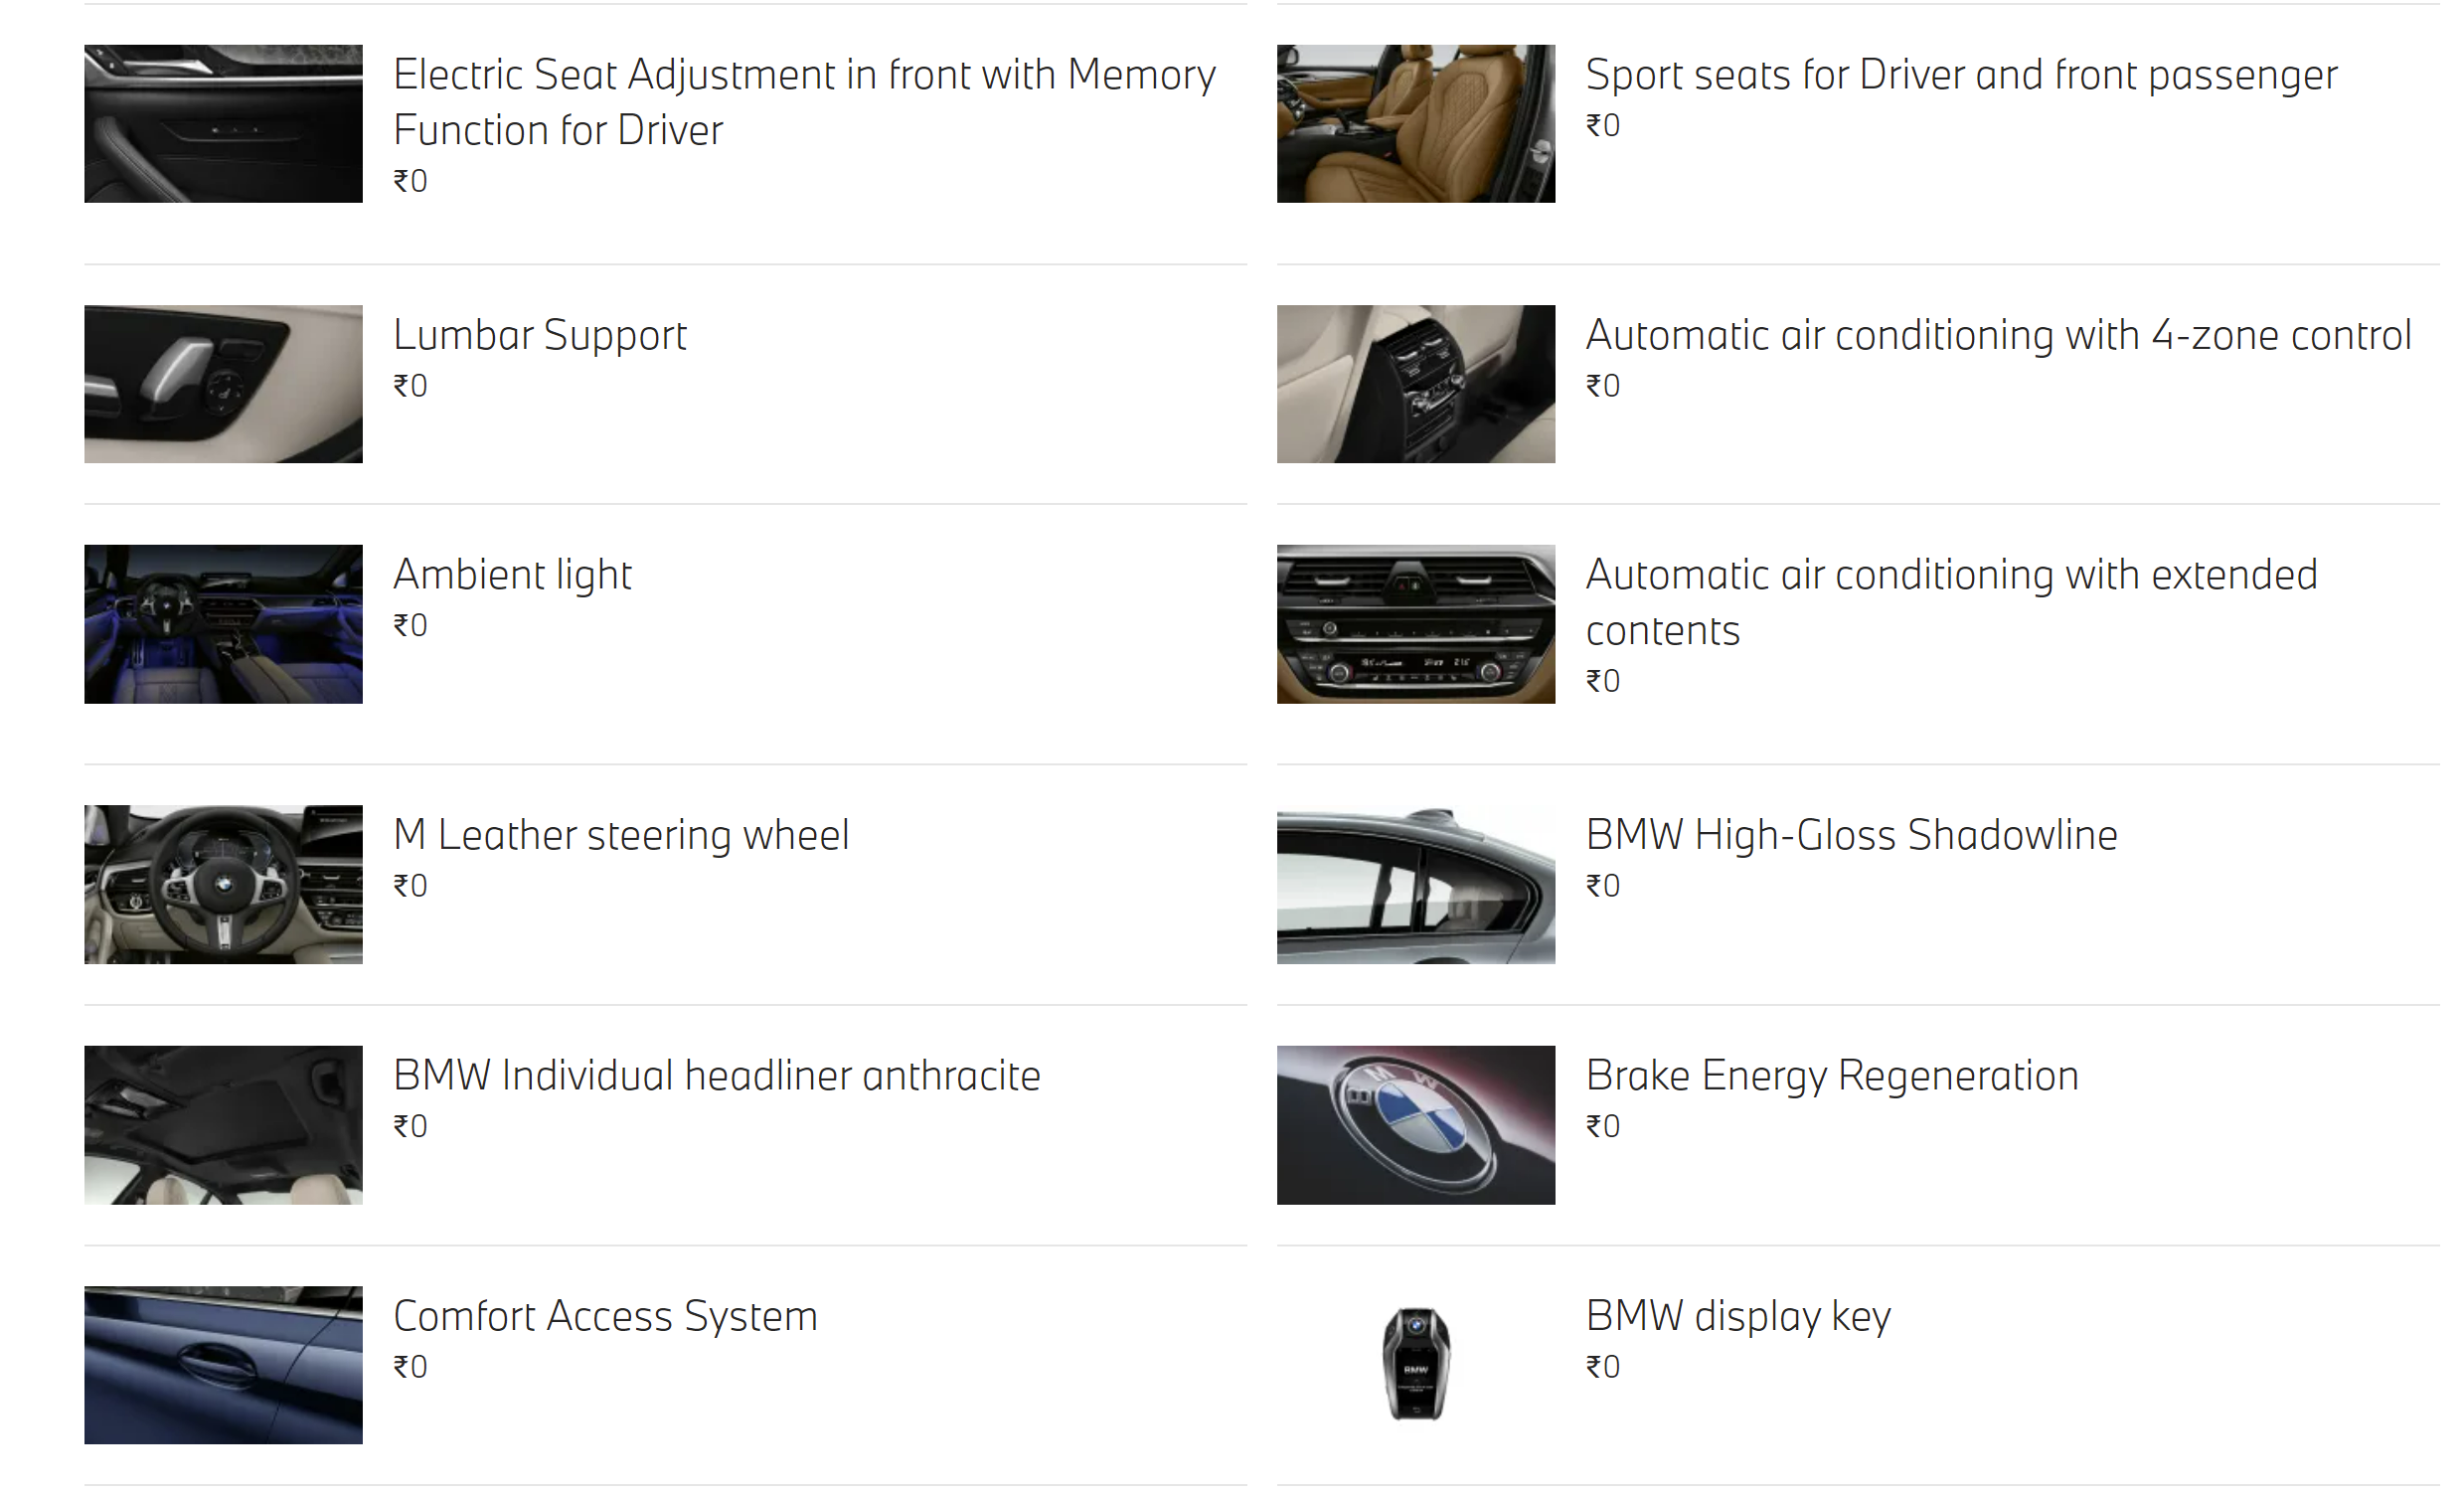 Electric Seat Adjustment in front with Memory
Function for Driver
₹0
Sport seats for Driver and front passenger
₹0
Lumbar Support
₹0
Automatic air conditioning with 4-zone control
₹0
Ambient light
₹0
Automatic air conditioning with extended
contents
₹0
M Leather steering wheel
₹0
BMW High-Gloss Shadowline
₹0
BMW Individual headliner anthracite
₹0
BMW
Brake Energy Regeneration
₹0
Comfort Access System
₹0
BMW
BMW display key
₹0